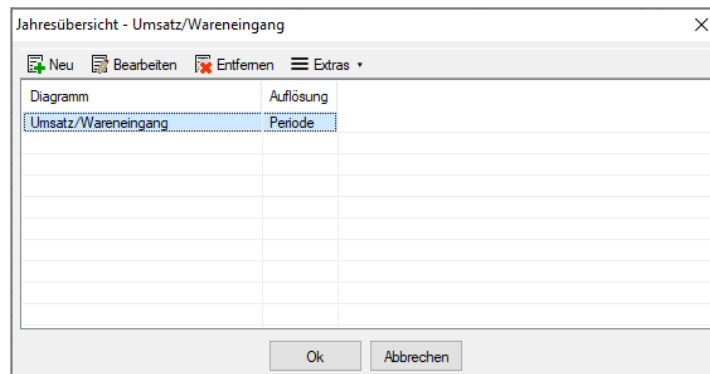 Jahresübersicht - Umsatz/Wareneingang
Neu Bearbeiten Entfernen Extras
Diagramm Auflösung
Umsatz/Wareneingang Periode
Ok Abbrechen